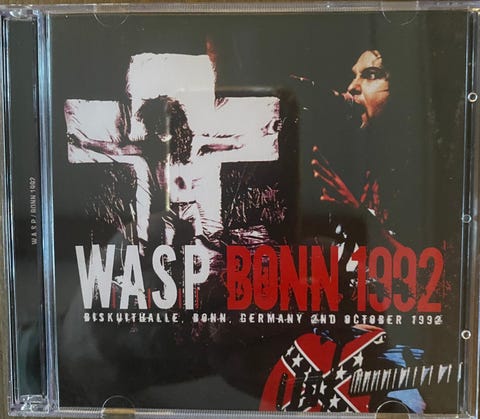 WASP BONN 1992
BISKUITHALLE, BONN, GERMANY 2ND OCTOBER 1992
W.A.S.P. BONN 1992